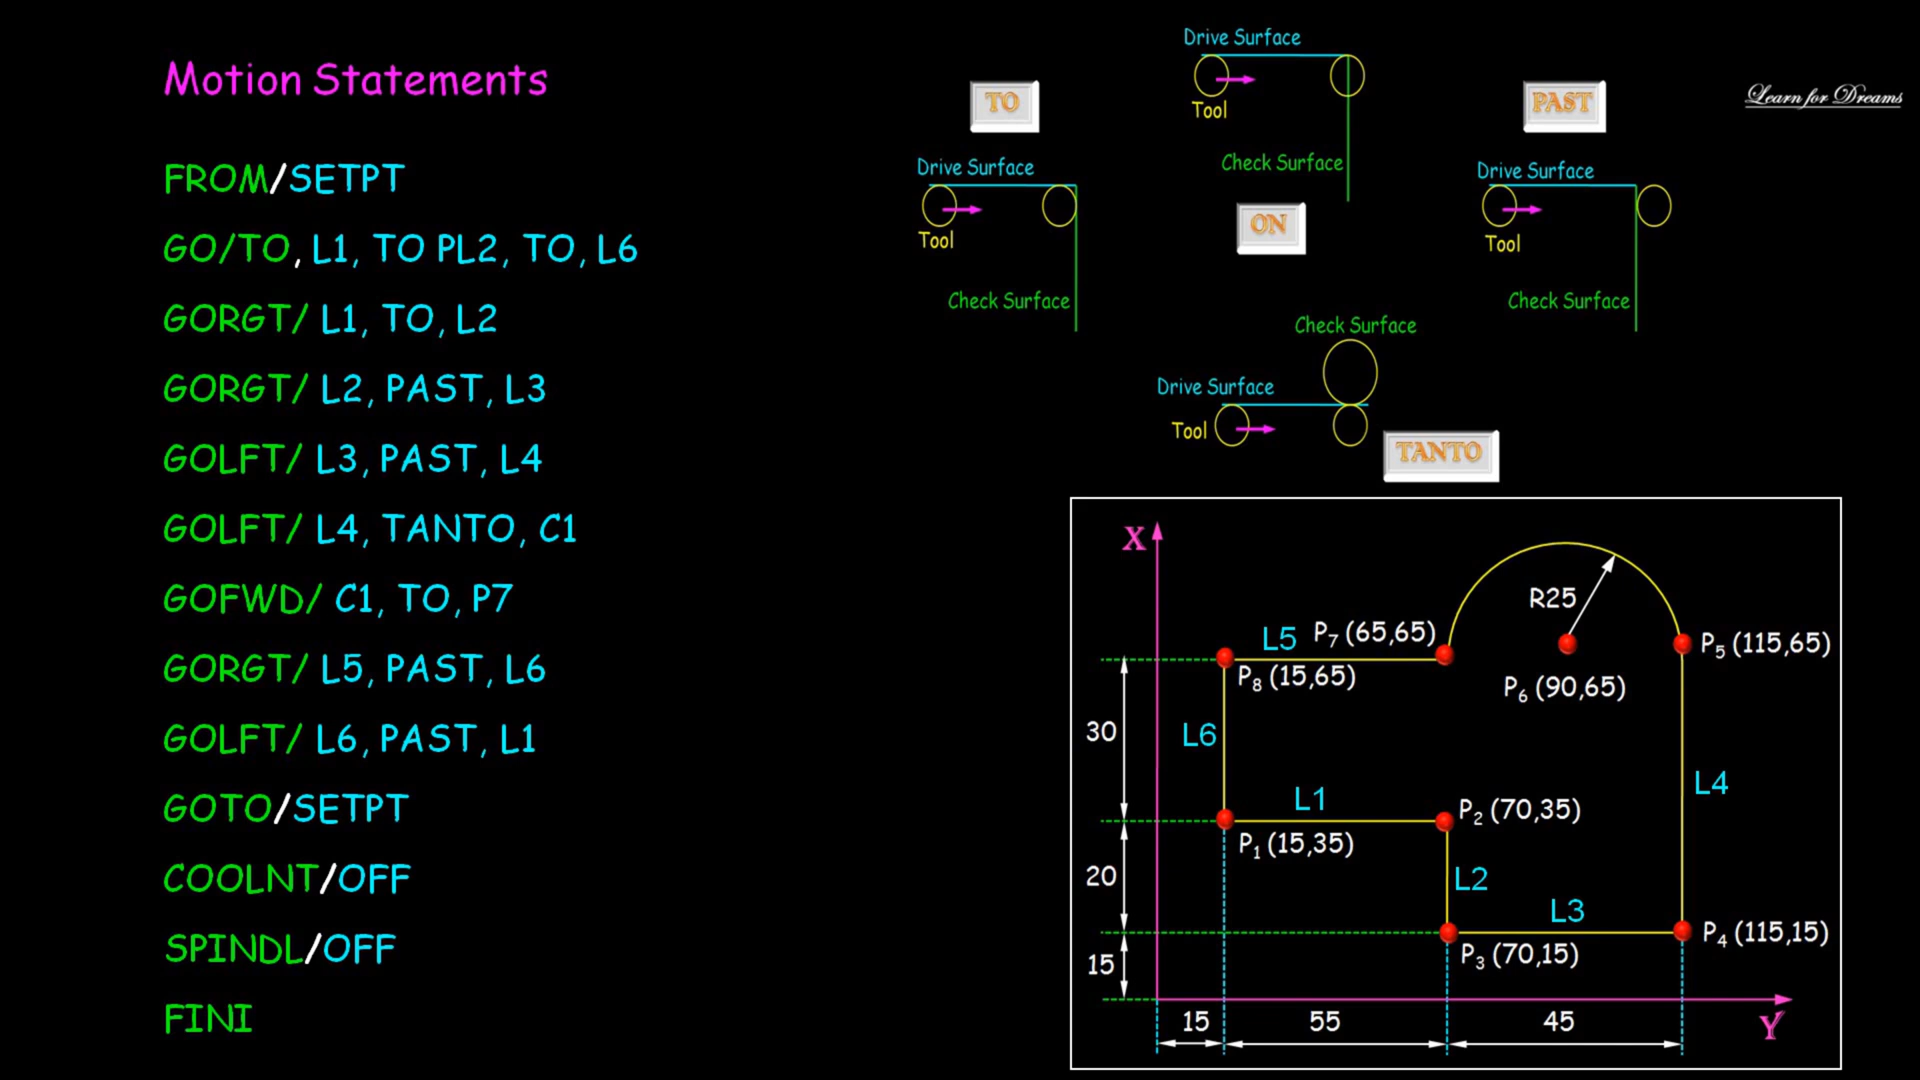 Motion Statements
FROM/SETPT
GO/TO, L1, TO PL2, TO, L6
GORGT/ L1, TO, L2
GORGT/ L2, PAST, L3
GOLFT/ L3, PAST, L4
GOLFT/ L4, TANTO, C1
GOFWD/ C1, TO, P7
GORGT/ L5, PAST, L6
GOLFT/ L6, PAST, L1
GOTO/SETPT
COOLNT/OFF
SPINDL/OFF
FINI
TO
Drive Surface
Tool
Check Surface
Drive Surface
Tool
Check Surface
ON
PAST
Drive Surface
Tool
Check Surface
Check Surface
Drive Surface
Tool
TANTO
Learn for Dreams
X
R25
L5
P7 (65,65)
P5 (115,65)
P8 (15,65)
P6 (90,65)
30
L6
L4
L1
P2 (70,35)
P1 (15,35)
20
L2
L3
P4 (115,15)
P3 (70,15)
15
15
55
45
Y